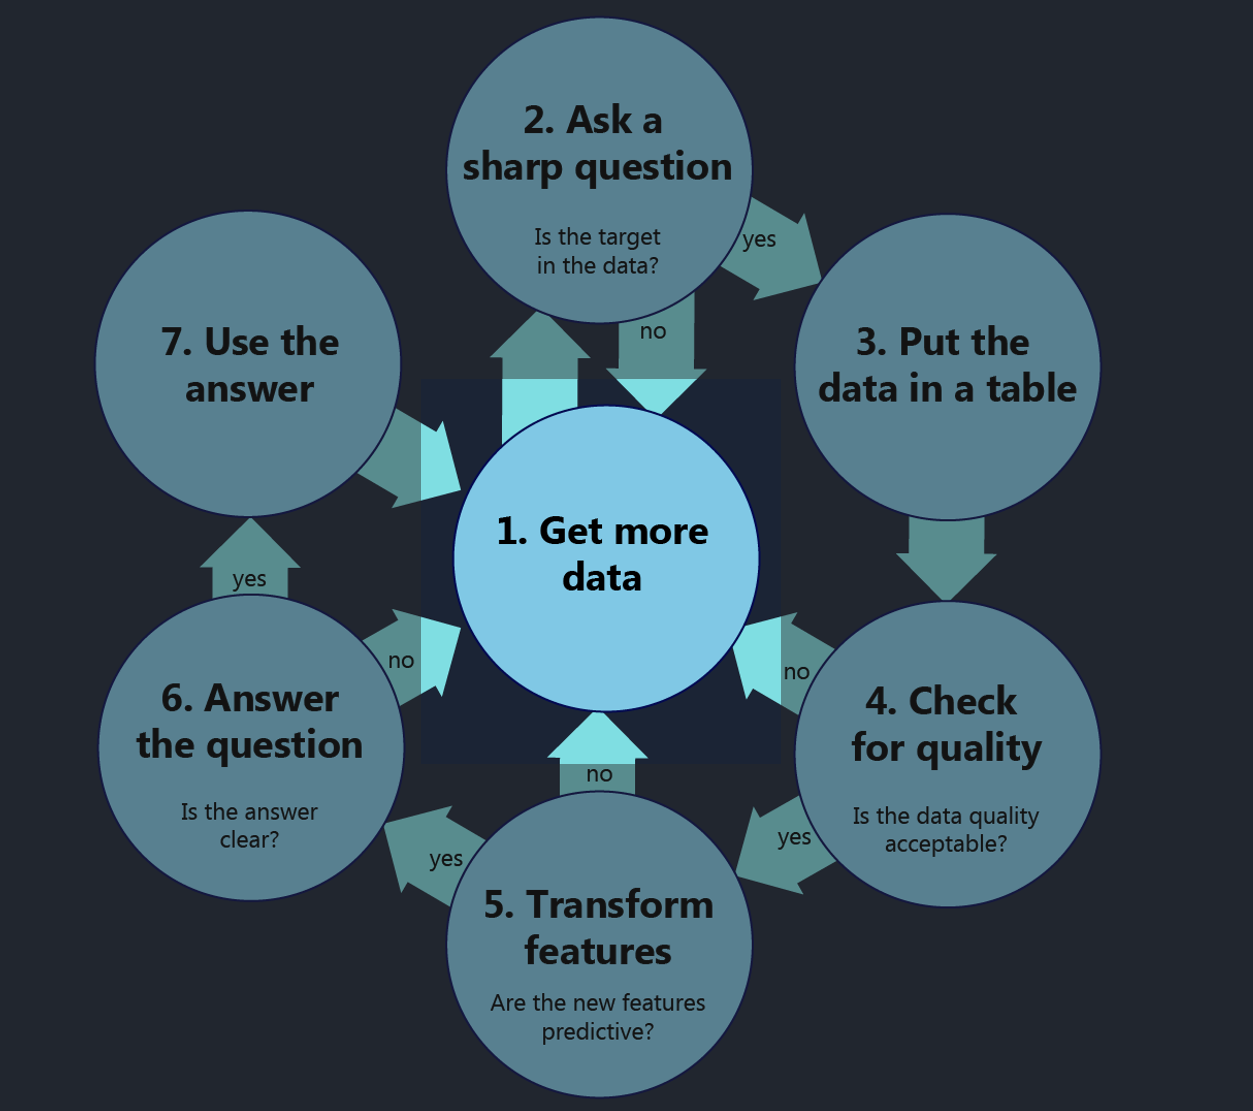 2. Ask a
sharp question
Is the target
in the data?
yes
no
3. Put the
data in a table
7. Use the
answer
1. Get more
data
yes
no
no
4. Check
for quality
Is the data quality
acceptable?
6. Answer
the question
Is the answer
clear?
no
yes
yes
5. Transform
features
Are the new features
predictive?